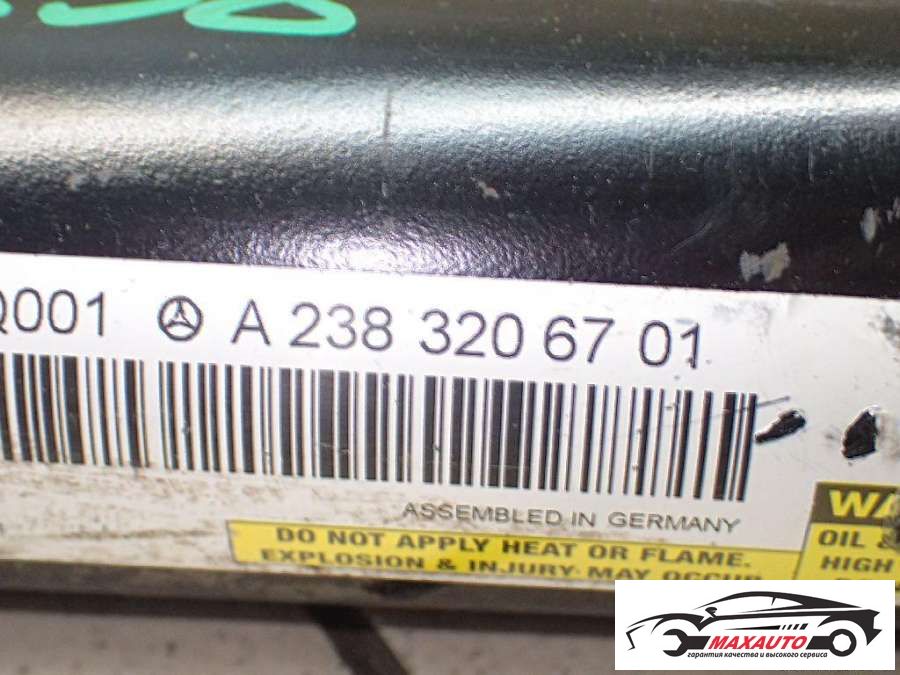 Q001 A 238 320 67 01
ASSEMBLED IN GERMANY
DO NOT APPLY HEAT OR FLAME.
EXPLOSION & INJURY MAY OCCUR
OIL &
HIGH
MAXAUTO
гарантия качества и высокого сервиса